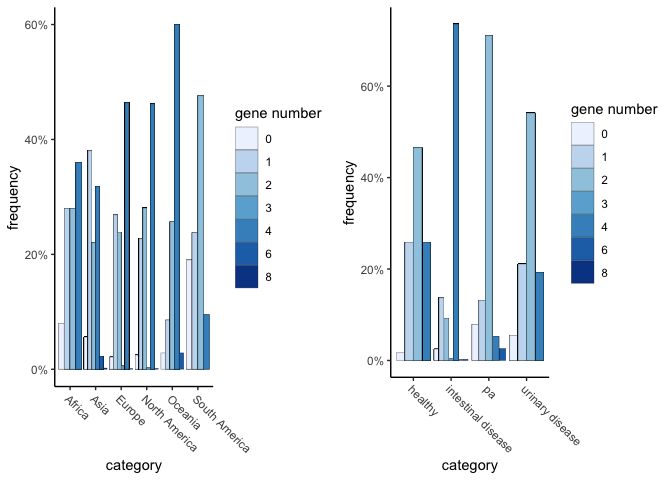 60%
40%
20%
0%
frequency
Africa
Asia
Europe
North America
Oceania
South America
category
gene number
0
1
2
3
4
6
8
60%
40%
20%
0%
frequency
healthy
intestinal disease
pa
urinary disease
category
gene number
0
1
2
3
4
6
8